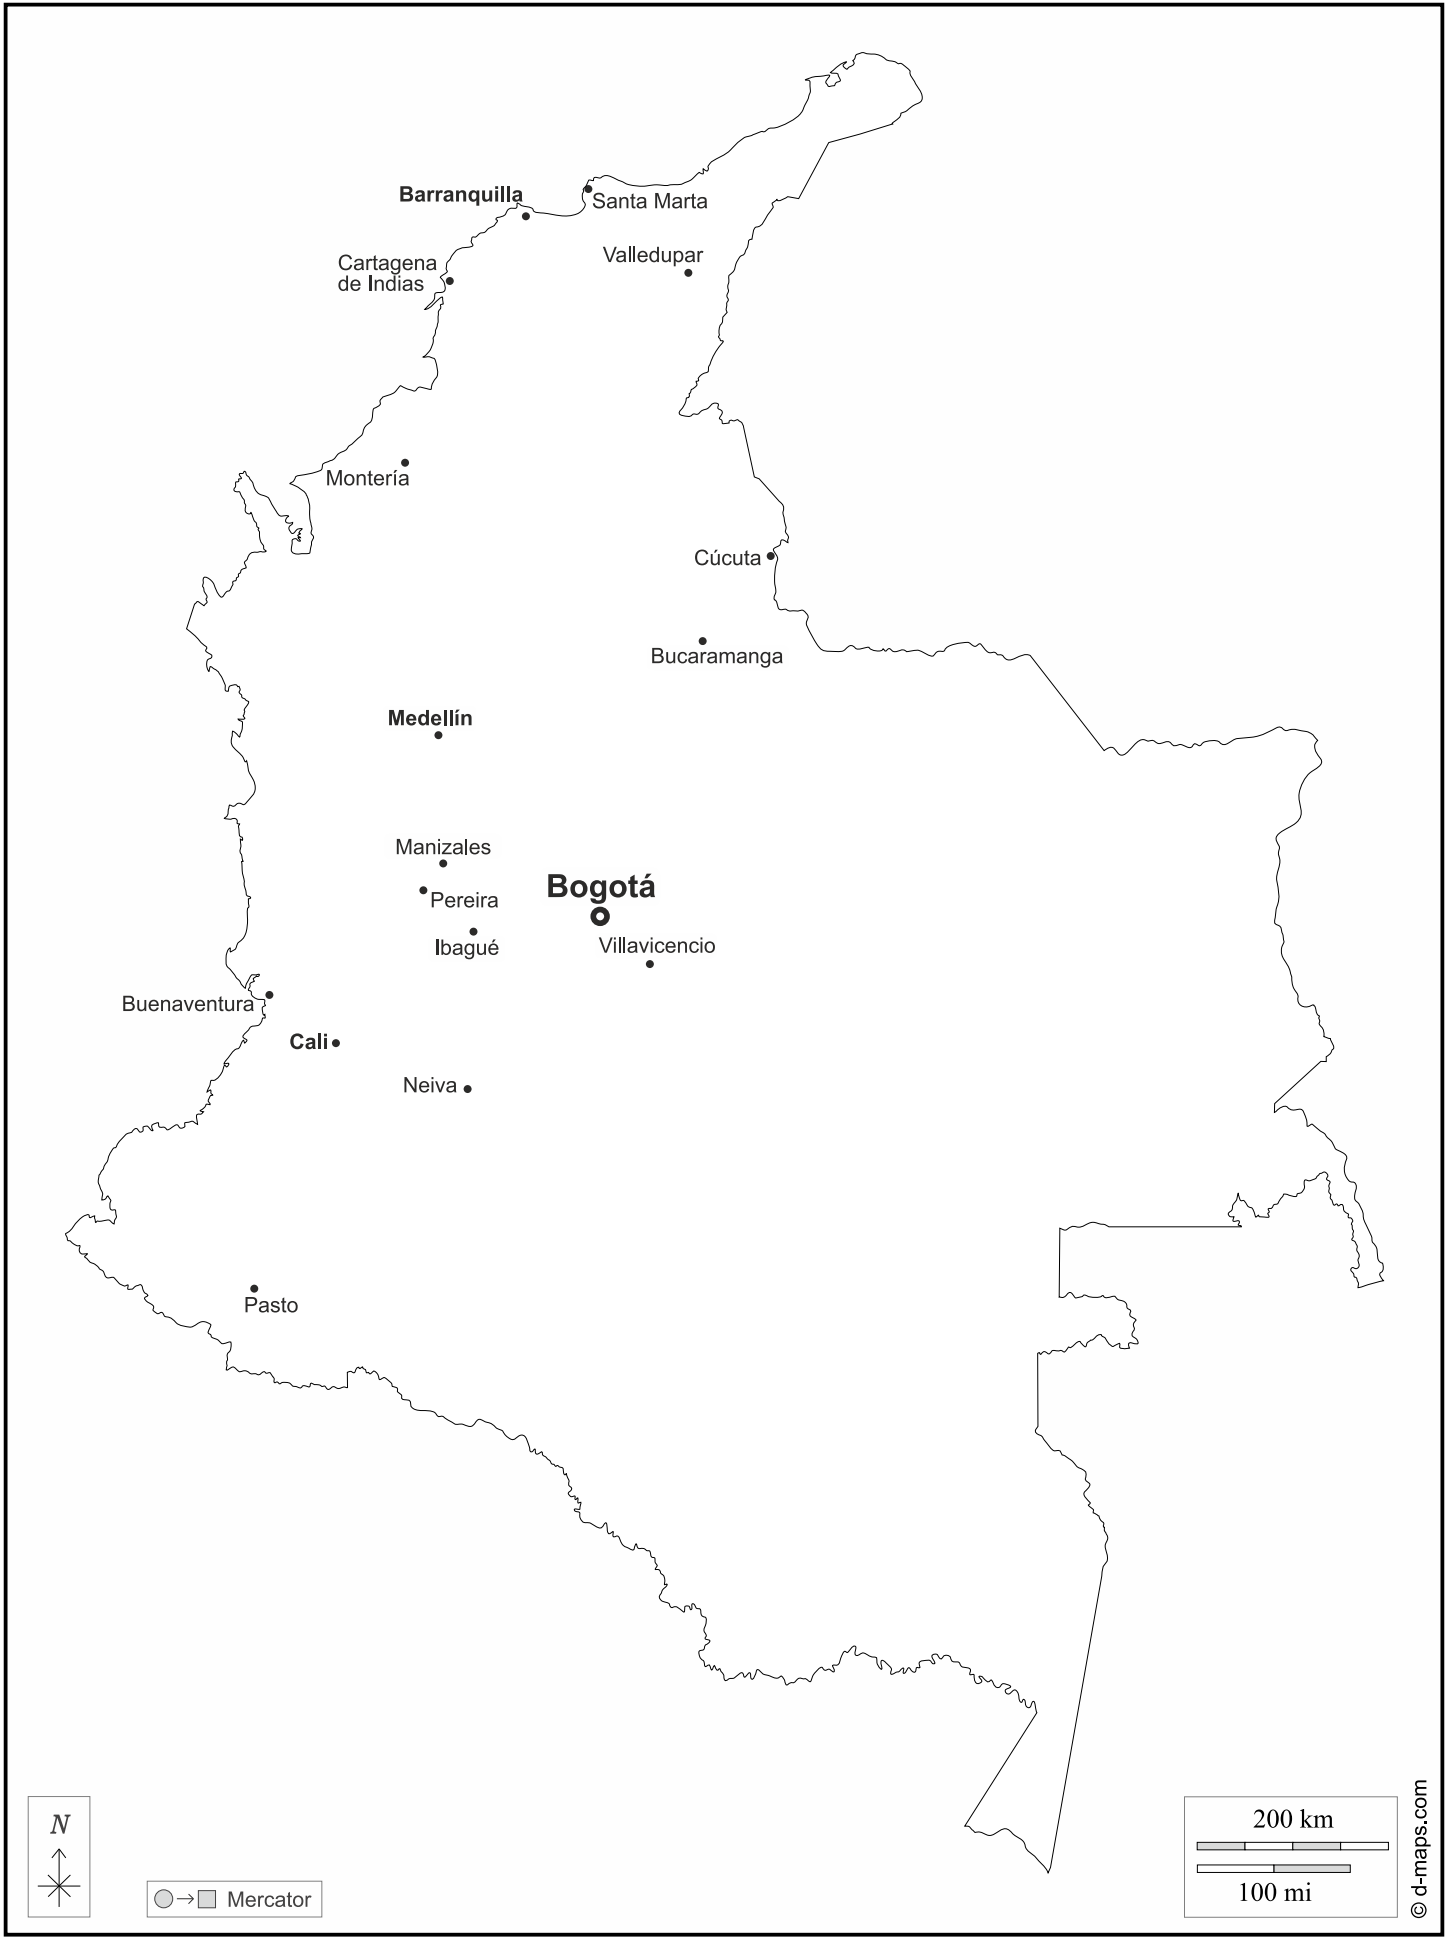 Barranquilla
Santa Marta
Valledupar
Cartagena
de Indias
Montería
Cúcuta
Bucaramanga
Medellín
Manizales
Bogotá
Pereira
Ibagué
Villavicencio
Buenaventura
Cali
Neiva
Pasto
N
Mercator
200 km
100 mi
© d-maps.com